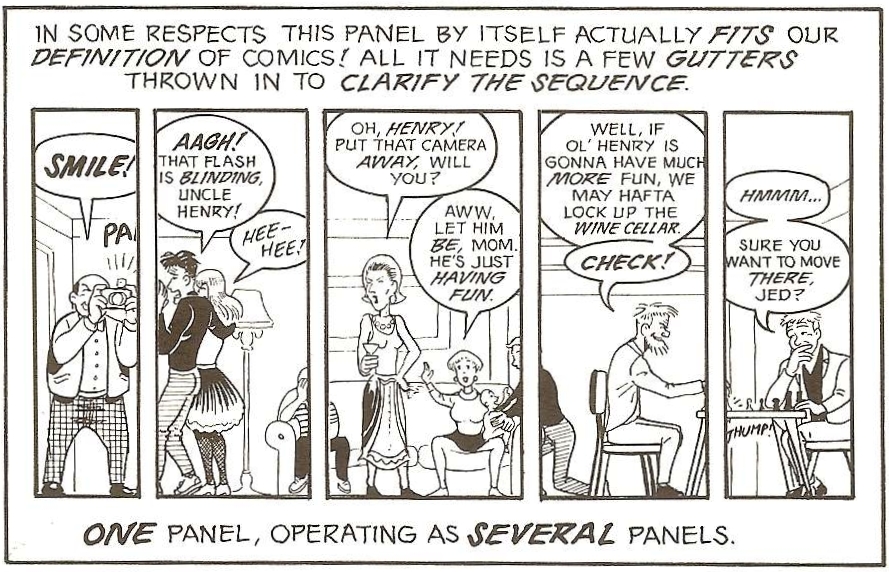 IN SOME RESPECTS THIS PANEL BY ITSELF ACTUALLY FITS OUR
DEFINITION OF COMICS! ALL IT NEEDS IS A FEW GUTTERS
THROWN IN TO CLARIFY THE SEQUENCE.
SMILE!
PA
AAGH!
THAT FLASH
IS BLINDING,
UNCLE
HENRY!
HEE-
HEE!
OH, HENRY!
PUT THAT CAMERA
AWAY, WILL
YOU?
AWW,
LET HIM
BE, MOM.
HE'S JUST
HAVING
FUN.
WELL, IF
OL' HENRY IS
GONNA HAVE MUCH
MORE FUN, WE
MAY HAFTA
LOCK UP THE
WINE CELLAR.
CHECK!
HMMM...
SURE YOU
WANT TO MOVE
THERE,
JED?
THUMP!
ONE PANEL, OPERATING AS SEVERAL PANELS.